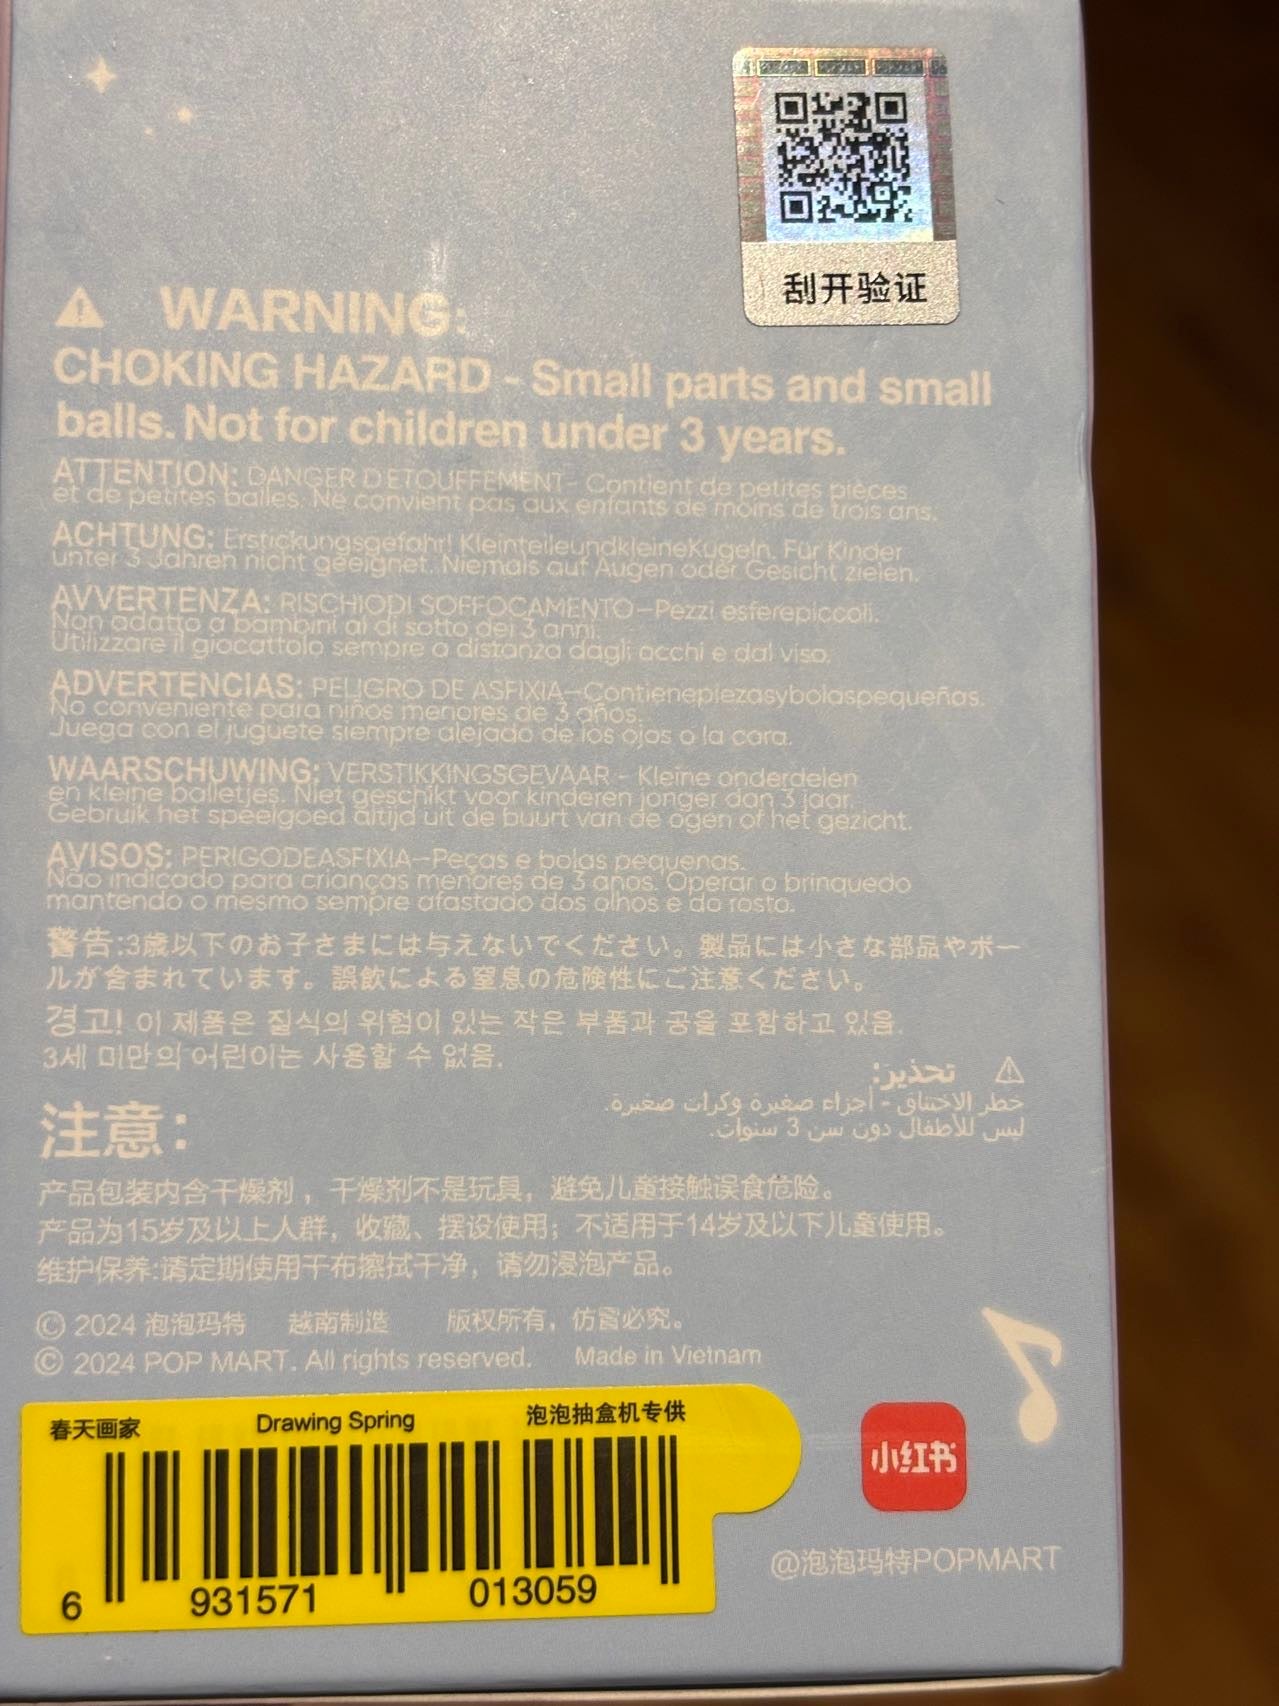 刮开验证
⚠ WARNING:
CHOKING HAZARD - Small parts and small
balls. Not for children under 3 years.
ATTENTION: DANGER D'ETOUFFEMENT- Contient de petites pièces
et de petites balles. Ne convient pas aux enfants de moins de trois ans.
ACHTUNG: Erstickungsgefahr! KleinteileundkleineKugeln. Für Kinder
unter 3 Jahren nicht geeignet. Niemals auf Augen oder Gesicht zielen.
AVVERTENZA: RISCHIODI SOFFOCAMENTO-Pezzi esferepiccoli.
Non adatto a bambini al di sotto dei 3 anni.
Utilizzare il giocattolo sempre a distanza dagli occhi e dal viso.
ADVERTENCIAS: PELIGRO DE ASFIXIA-Contienepiezasybolaspequeñas.
No conveniente para niños menores de 3 años.
Juega con el juguete siempre alejado de los ojos o la cara.
WAARSCHUWING: VERSTIKKINGSGEVAAR - Kleine onderdelen
en kleine balletjes. Niet geschikt voor kinderen jonger dan 3 jaar.
Gebruik het speelgoed altijd uit de buurt van de ogen of het gezicht.
AVISOS: PERIGODEASFIXIA-Peças e bolas pequenas.
Não indicado para crianças menores de 3 anos. Operar o brinquedo
mantendo o mesmo sempre afastado dos olhos e do rosto.
警告:3歳以下のお子さまには与えないでください。製品には小さな部品やボー
ルが含まれています。誤飲による窒息の危険性にご注意ください。
경고! 이 제품은 질식의 위험이 있는 작은 부품과 공을 포함하고 있음.
3세 미만의 어린이는 사용할 수 없음.
⚠ تحذير:
خطر الاختناق - أجزاء صغيرة وكرات صغيرة.
ليس للأطفال دون سن 3 سنوات.
注意：
产品包装内含干燥剂，干燥剂不是玩具，避免儿童接触误食危险。
产品为15岁及以上人群，收藏、摆设使用；不适用于14岁及以下儿童使用。
维护保养:请定期使用干布擦拭干净，请勿浸泡产品。
© 2024 泡泡玛特 越南制造 版权所有，仿冒必究。
© 2024 POP MART. All rights reserved. Made in Vietnam
春天画家 Drawing Spring 泡泡抽盒机专供
6 931571 013059
小红书
@泡泡玛特POPMART